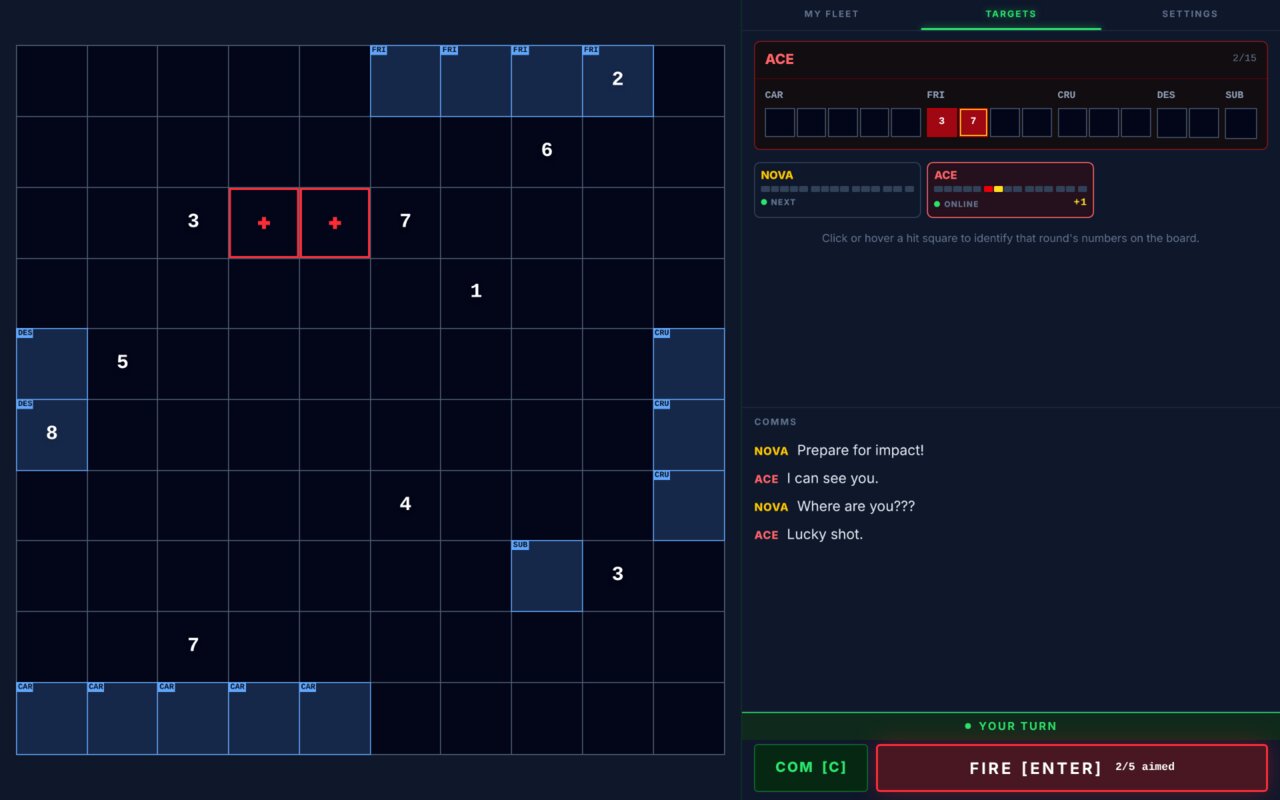 MY FLEET TARGETS SETTINGS
FRI FRI FRI FRI
2
6
3 7
1
DES CRU
5
DES CRU
8
CRU
4
SUB
3
7
CAR CAR CAR CAR CAR
ACE 2/15
CAR FRI CRU DES SUB
3 7
NOVA ACE
NEXT ONLINE +1
Click or hover a hit square to identify that round's numbers on the board.
COMMS
NOVA Prepare for impact!
ACE I can see you.
NOVA Where are you???
ACE Lucky shot.
YOUR TURN
COM [C] FIRE [ENTER] 2/5 aimed